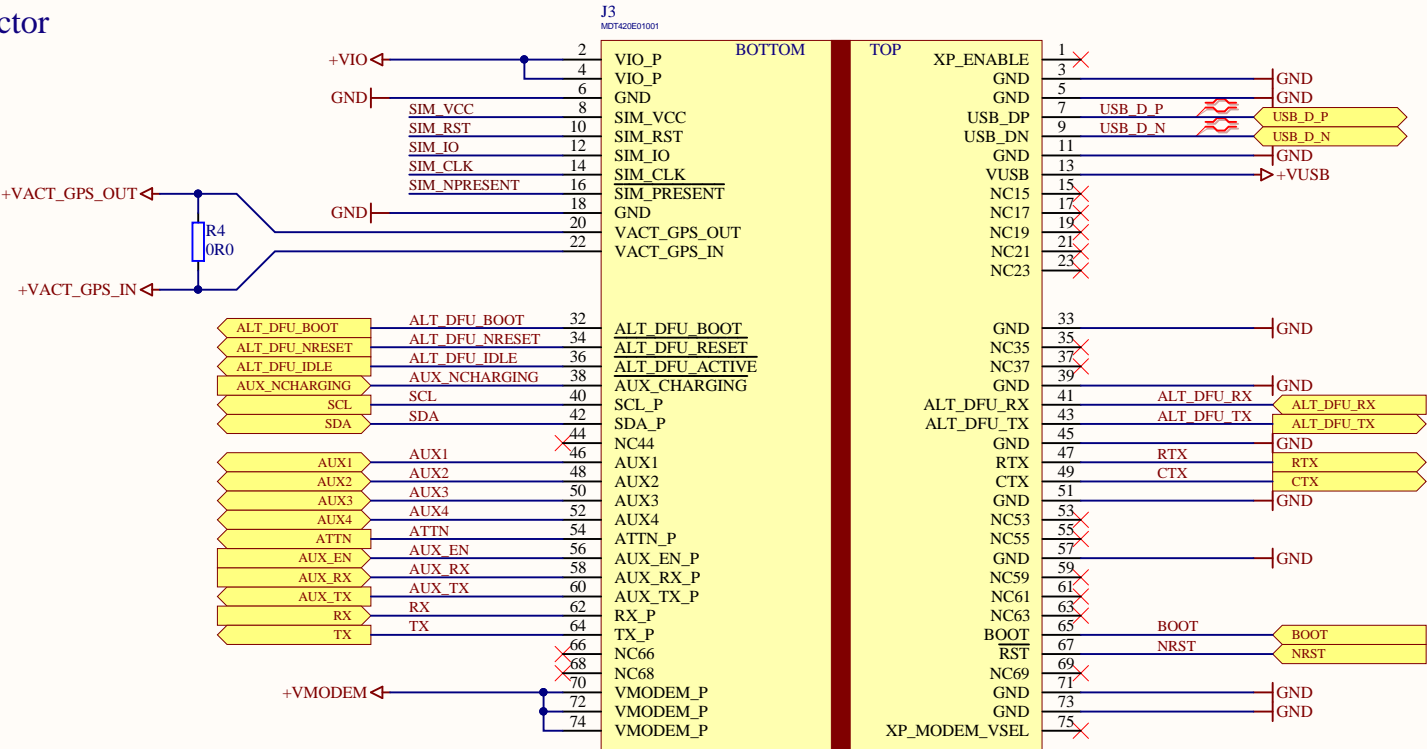 ctor
J3
MDT420E01001
BOTTOM TOP
+VIO 2 VIO_P XP_ENABLE 1
4 VIO_P GND 3 GND
GND 6 GND GND 5 GND
SIM_VCC 8 SIM_VCC USB_DP 7 USB_D_P USB_D_P
SIM_RST 10 SIM_RST USB_DN 9 USB_D_N USB_D_N
SIM_IO 12 SIM_IO GND 11 GND
SIM_CLK 14 SIM_CLK VUSB 13 +VUSB
SIM_NPRESENT 16 SIM_PRESENT NC15 15
+VACT_GPS_OUT
GND 18 GND NC17 17
R4 20 VACT_GPS_OUT NC19 19
0R0 22 VACT_GPS_IN NC21 21
NC23 23
+VACT_GPS_IN
ALT_DFU_BOOT ALT_DFU_BOOT 32 ALT_DFU_BOOT GND 33 GND
ALT_DFU_NRESET ALT_DFU_NRESET 34 ALT_DFU_RESET NC35 35
ALT_DFU_IDLE ALT_DFU_IDLE 36 ALT_DFU_ACTIVE NC37 37
AUX_NCHARGING AUX_NCHARGING 38 AUX_CHARGING GND 39 GND
SCL SCL 40 SCL_P ALT_DFU_RX 41 ALT_DFU_RX ALT_DFU_RX
SDA SDA 42 SDA_P ALT_DFU_TX 43 ALT_DFU_TX ALT_DFU_TX
44 NC44 GND 45 GND
AUX1 AUX1 46 AUX1 RTX 47 RTX RTX
AUX2 AUX2 48 AUX2 CTX 49 CTX CTX
AUX3 AUX3 50 AUX3 GND 51 GND
AUX4 AUX4 52 AUX4 NC53 53
ATTN ATTN 54 ATTN_P NC55 55
AUX_EN AUX_EN 56 AUX_EN_P GND 57 GND
AUX_RX AUX_RX 58 AUX_RX_P NC59 59
AUX_TX AUX_TX 60 AUX_TX_P NC61 61
RX RX 62 RX_P NC63 63
TX TX 64 TX_P BOOT 65 BOOT BOOT
66 NC66 RST 67 NRST NRST
68 NC68 NC69 69
+VMODEM 70 VMODEM_P GND 71 GND
72 VMODEM_P GND 73 GND
74 VMODEM_P XP_MODEM_VSEL 75